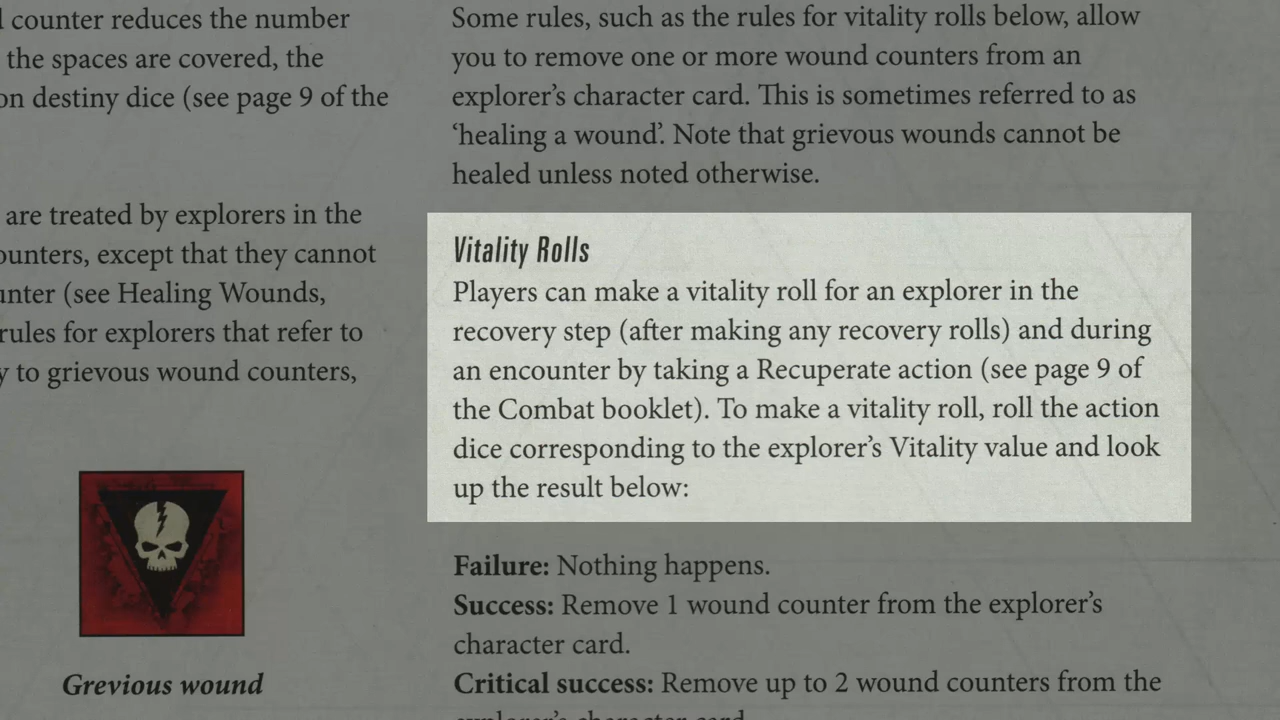 counter reduces the number
the spaces are covered, the
on destiny dice (see page 9 of the
are treated by explorers in the
ounters, except that they cannot
unter (see Healing Wounds,
rules for explorers that refer to
y to grievous wound counters,
Grevious wound
Some rules, such as the rules for vitality rolls below, allow
you to remove one or more wound counters from an
explorer’s character card. This is sometimes referred to as
‘healing a wound’. Note that grievous wounds cannot be
healed unless noted otherwise.
Vitality Rolls
Players can make a vitality roll for an explorer in the
recovery step (after making any recovery rolls) and during
an encounter by taking a Recuperate action (see page 9 of
the Combat booklet). To make a vitality roll, roll the action
dice corresponding to the explorer’s Vitality value and look
up the result below:
Failure: Nothing happens.
Success: Remove 1 wound counter from the explorer’s
character card.
Critical success: Remove up to 2 wound counters from the
explorer’s character card.